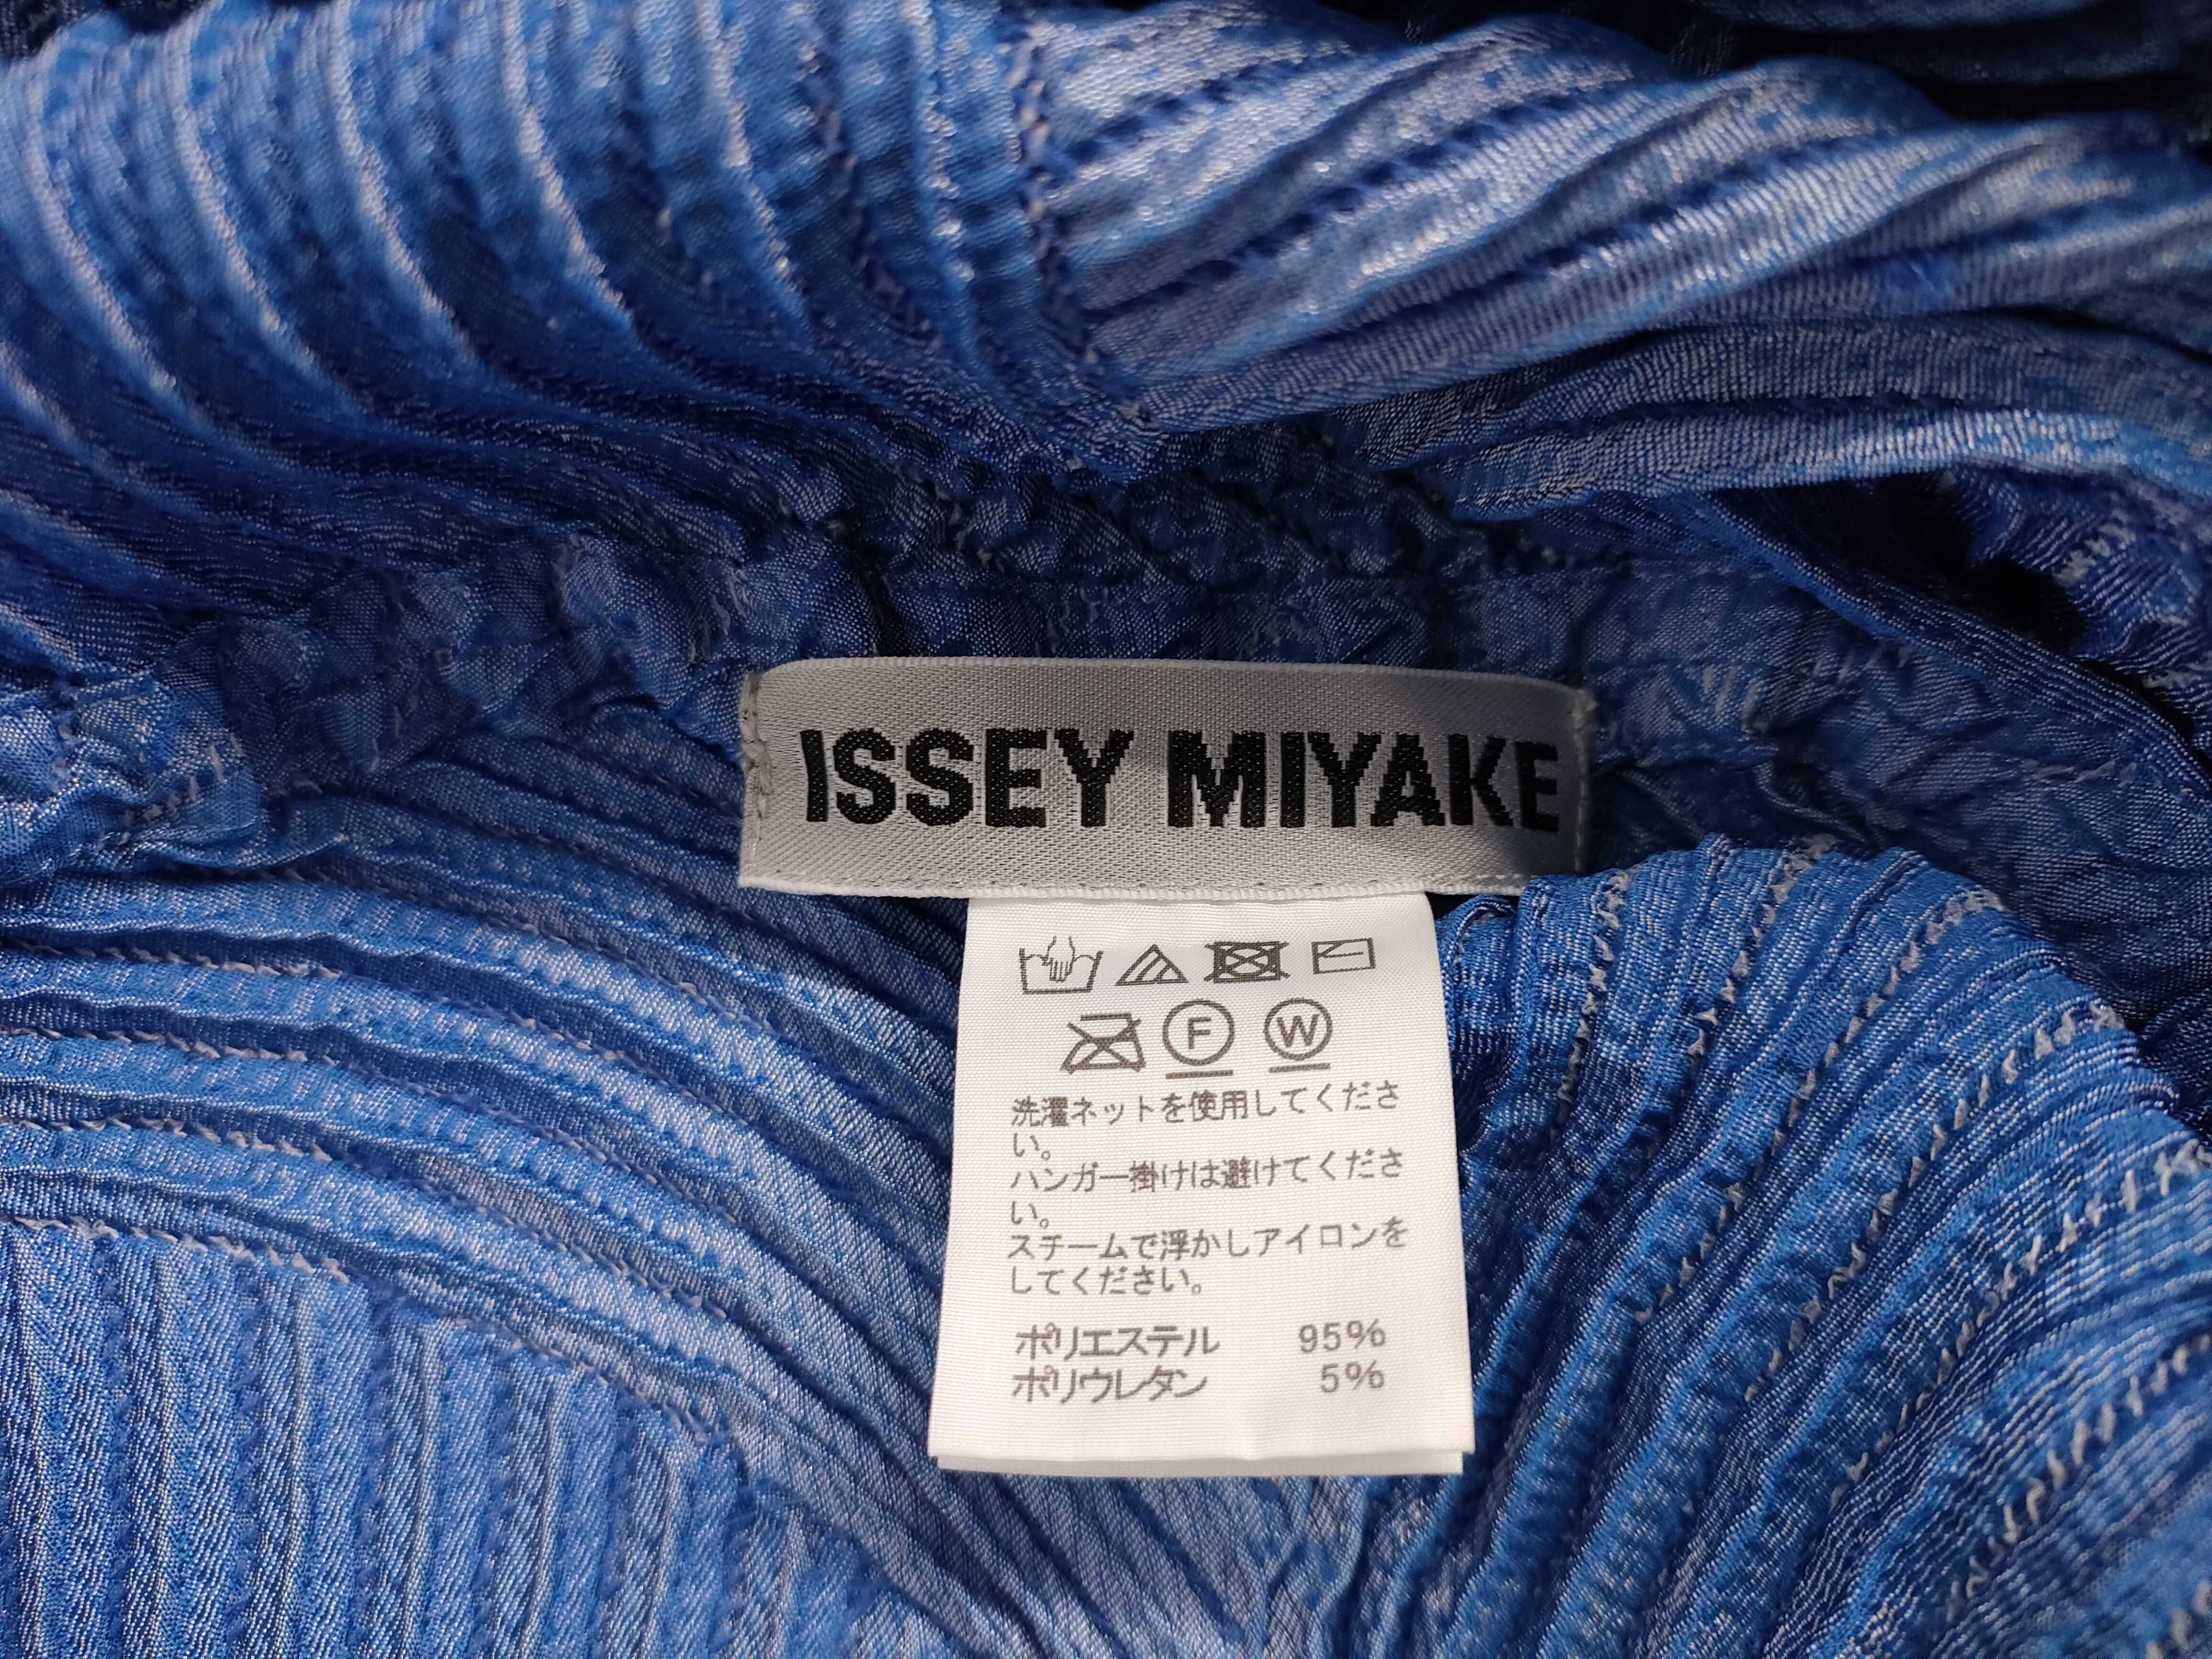 ISSEY MIYAKE
F W
洗濯ネットを使用してくださ
い。
ハンガー掛けは避けてくださ
い。
スチームで浮かしアイロンを
してください。
ポリエステル 95%
ポリウレタン 5%